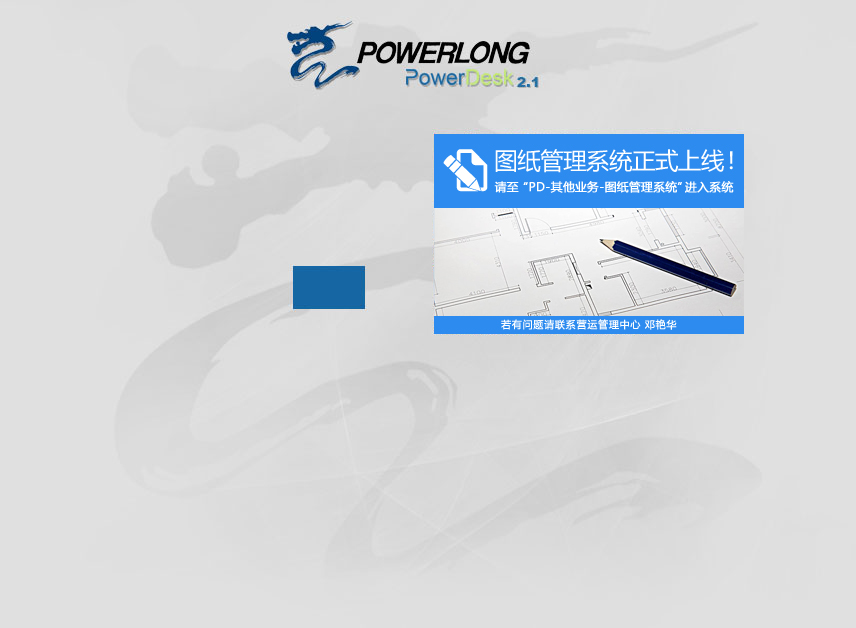 POWERLONG
PowerDesk 2.1
图纸管理系统正式上线！
请至 “PD-其他业务-图纸管理系统” 进入系统
若有问题请联系营运管理中心 邓艳华